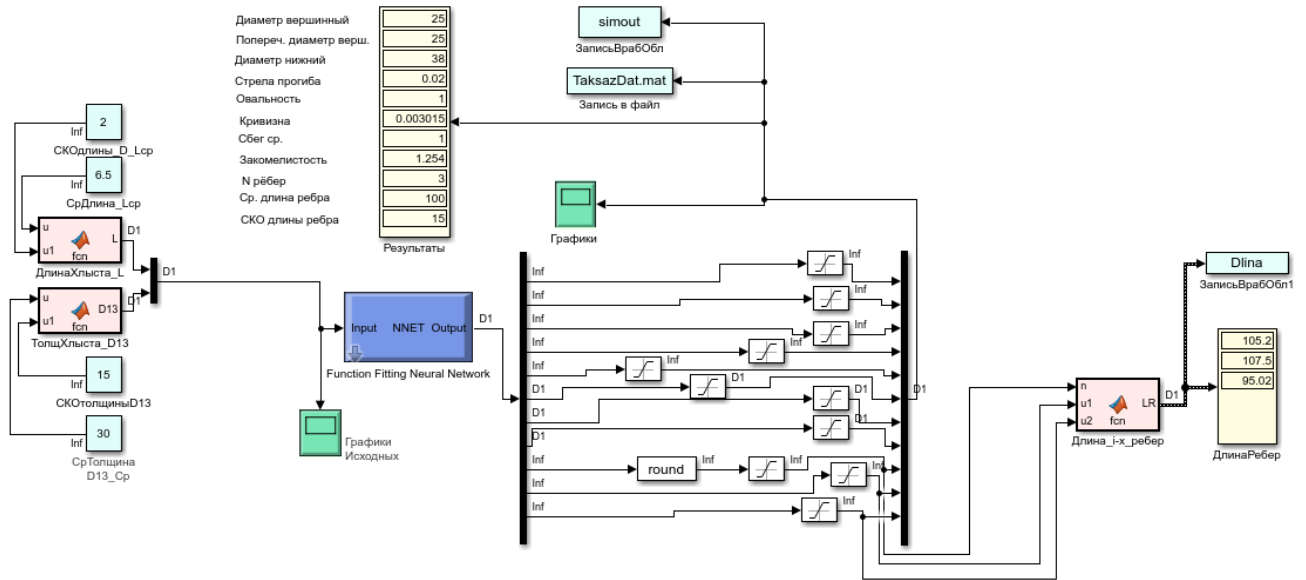 Диаметр вершинный
25
Попереч. диаметр верш.
25
Диаметр нижний
38
Стрела прогиба
0.02
Овальность
1
Кривизна
0.003015
Сбег ср.
1
Закомелистость
1.254
N рёбер
3
Ср. длина ребра
100
СКО длины ребра
15
Результаты
simout
ЗаписьВрабОбл
TaksazDat.mat
Запись в файл
Графики
2
Inf
СКОдлины_D_Lср
6.5
Inf
СрДлина_Lср
u
u1
L
fcn
D1
ДлинаХлыста_L
u
u1
D13
fcn
D1
ТолщХлыста_D13
D1
15
Inf
СКОтолщиныD13
30
Inf
СрТолщина
D13_Ср
Input
NNET
Output
D1
Function Fitting Neural Network
Графики
Исходных
Inf
Inf
Inf
Inf
Inf
Inf
Inf
Inf
Inf
Inf
D1
D1
D1
D1
D1
D1
Inf
round
Inf
Inf
Inf
Inf
Inf
Inf
D1
n
u1
u2
LR
fcn
D1
Длина_i-х_ребер
Dlina
ЗаписьВрабОбл1
105.2
107.5
95.02
ДлинаРебер